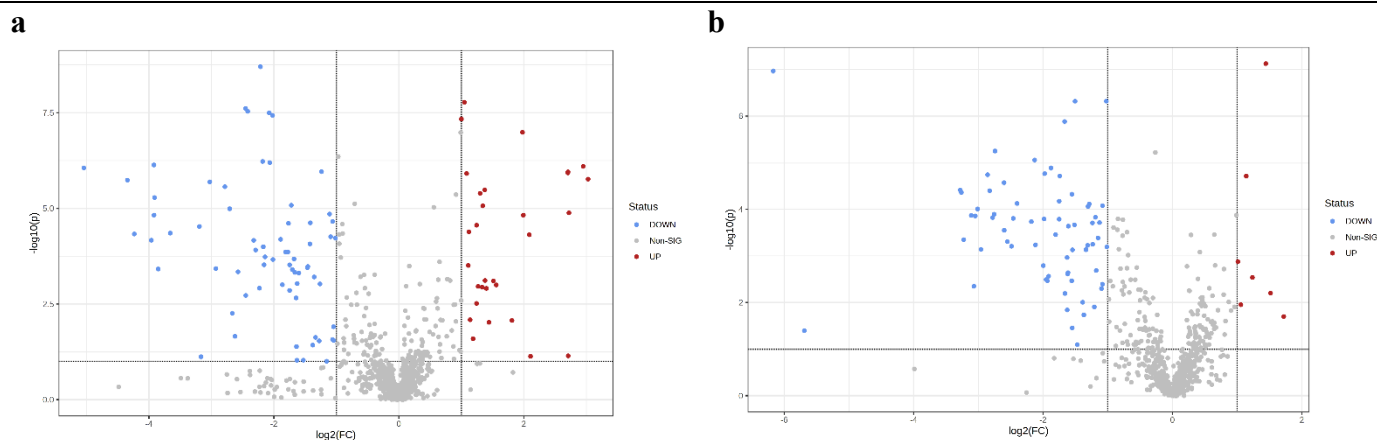 a
b
7.5
5.0
2.5
0.0
-log10(p)
-4
-2
0
2
log2(FC)
Status
DOWN
Non-SIG
UP
6
4
2
0
-log10(p)
-6
-4
-2
0
2
log2(FC)
Status
DOWN
Non-SIG
UP